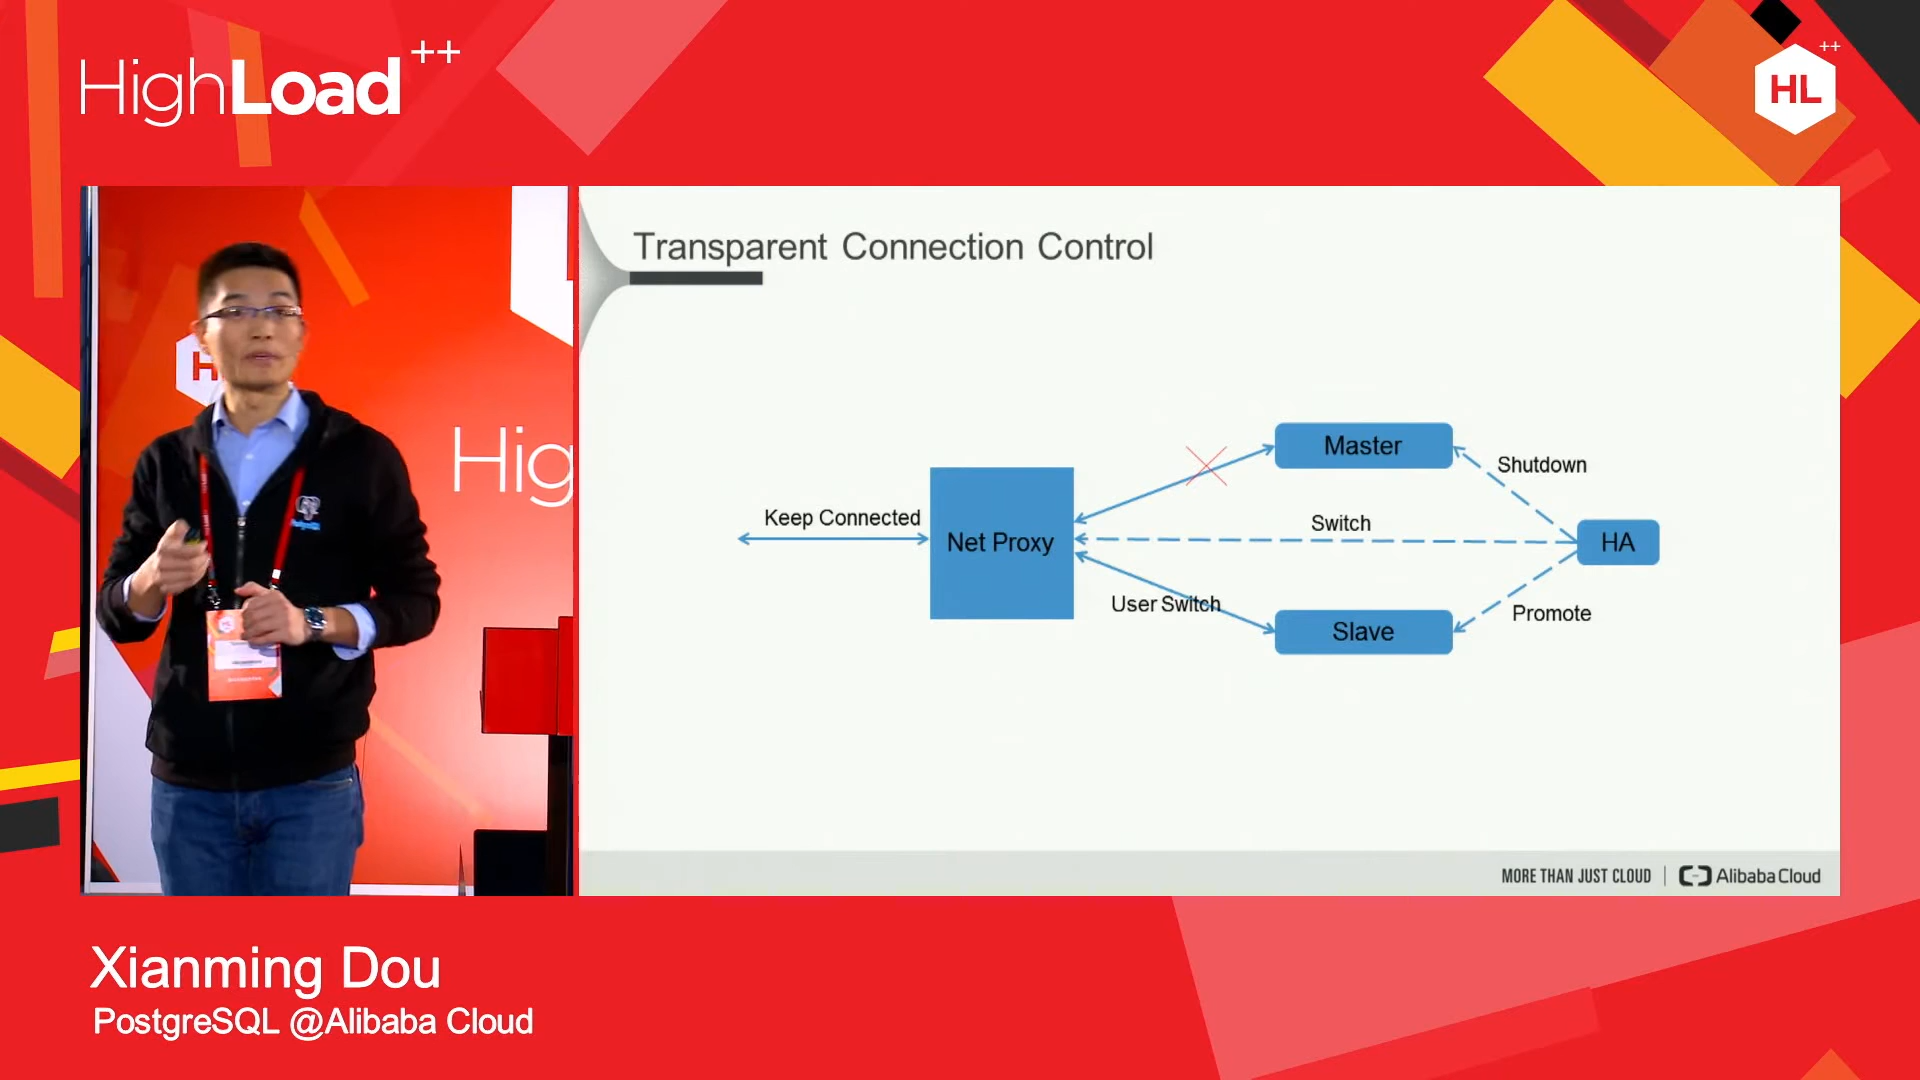 HighLoad++
HL++
H
Hig
Transparent Connection Control
Master
Shutdown
Keep Connected
Net Proxy
Switch
HA
User Switch
Slave
Promote
MORE THAN JUST CLOUD | Alibaba Cloud
Xianming Dou
PostgreSQL @Alibaba Cloud